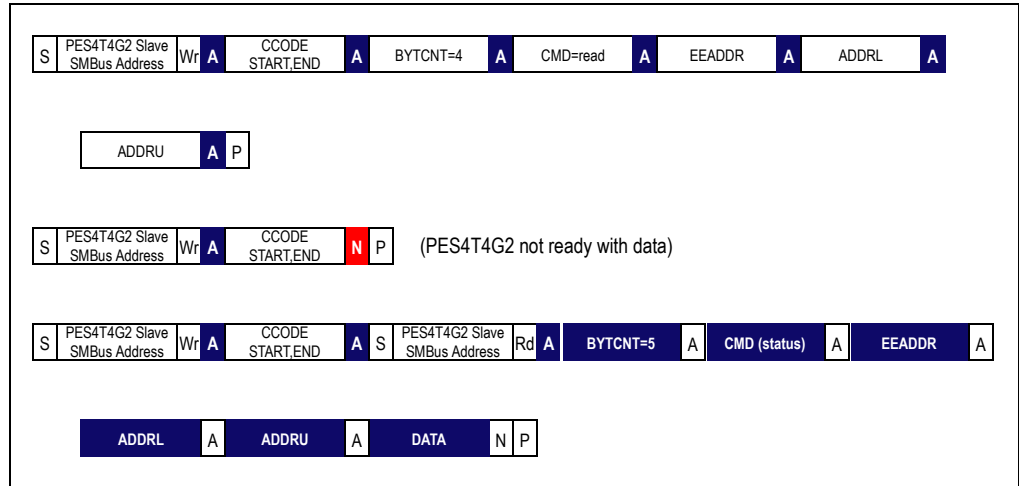 S PES4T4G2 Slave SMBus Address Wr A CCODE START,END A BYTCNT=4 A CMD=read A EEADDR A ADDRL A
ADDRU A P
S PES4T4G2 Slave SMBus Address Wr A CCODE START,END N P (PES4T4G2 not ready with data)
S PES4T4G2 Slave SMBus Address Wr A CCODE START,END A S PES4T4G2 Slave SMBus Address Rd A BYTCNT=5 A CMD (status) A EEADDR A
ADDRL A ADDRU A DATA N P